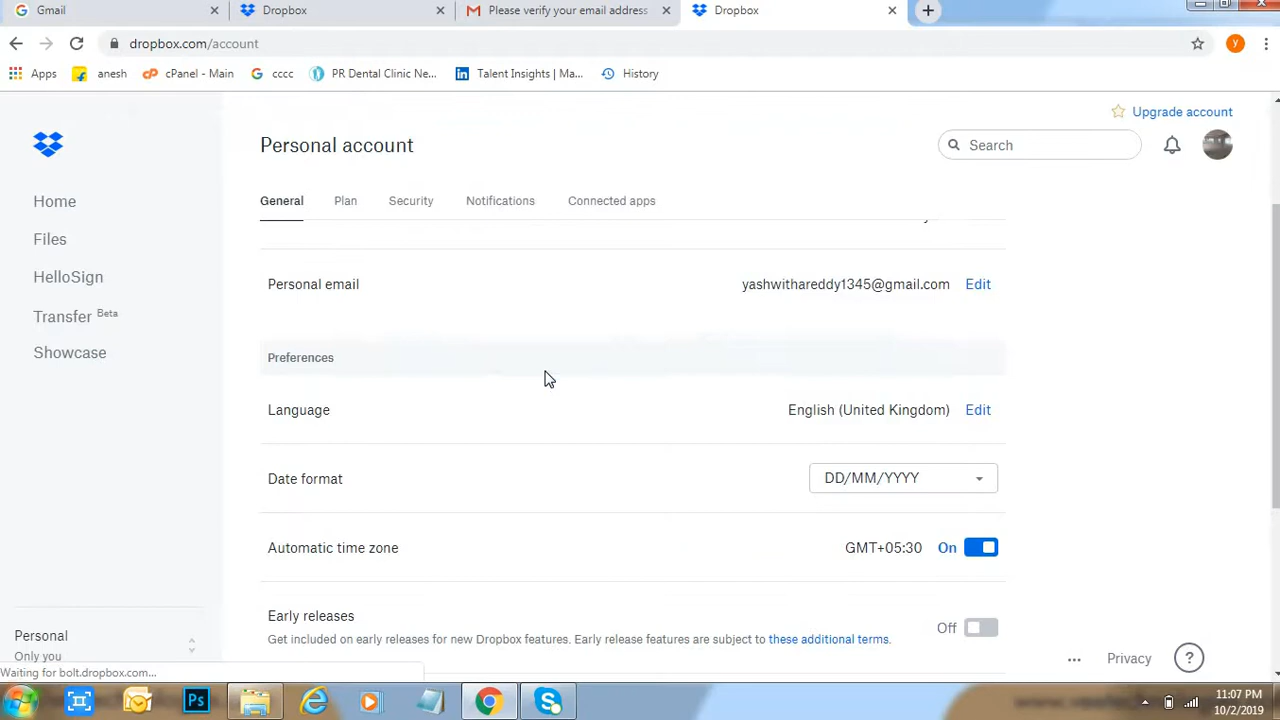 Gmail
Dropbox
Please verify your email address
Dropbox
dropbox.com/account
Apps
anesh
cPanel - Main
cccc
PR Dental Clinic Ne...
Talent Insights | Ma...
History
Upgrade account
Personal account
Search
Home
Files
HelloSign
Transfer Beta
Showcase
General
Plan
Security
Notifications
Connected apps
Personal email
yashwithareddy1345@gmail.com
Edit
Preferences
Language
English (United Kingdom)
Edit
Date format
DD/MM/YYYY
Automatic time zone
GMT+05:30
On
Early releases
Get included on early releases for new Dropbox features. Early release features are subject to these additional terms.
Off
Personal
Only you
Privacy
Waiting for bolt.dropbox.com...
11:07 PM
10/2/2019